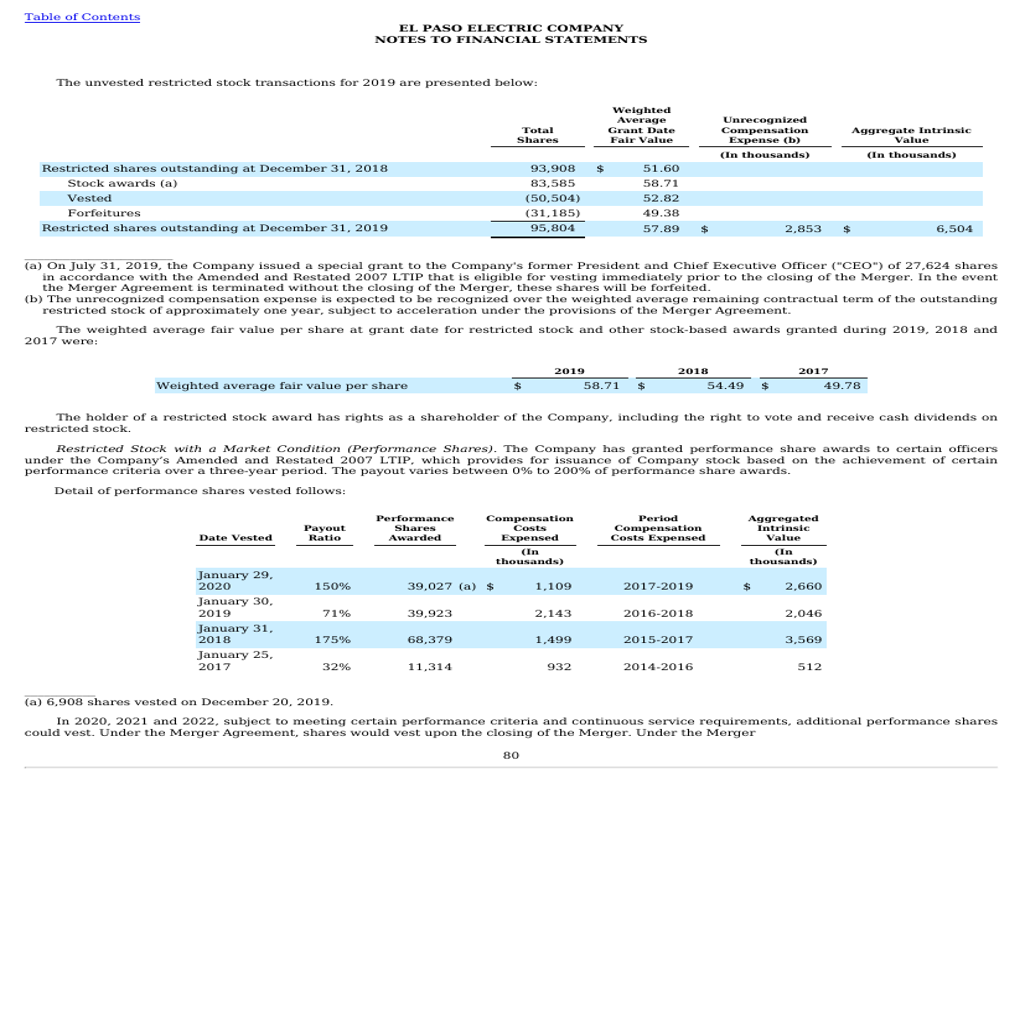 Table of Contents
EL PASO ELECTRIC COMPANY
NOTES TO FINANCIAL STATEMENTS
The unvested restricted stock transactions for 2019 are presented below:
Total Shares Weighted Average Grant Date Fair Value Unrecognized Compensation Expense (b) Aggregate Intrinsic Value
(In thousands) (In thousands)
Restricted shares outstanding at December 31, 2018 93,908 $ 51.60
Stock awards (a) 83,585 58.71
Vested (50,504) 52.82
Forfeitures (31,185) 49.38
Restricted shares outstanding at December 31, 2019 95,804 57.89 $ 2,853 $ 6,504
(a) On July 31, 2019, the Company issued a special grant to the Company's former President and Chief Executive Officer ("CEO") of 27,624 shares
in accordance with the Amended and Restated 2007 LTIP that is eligible for vesting immediately prior to the closing of the Merger. In the event
the Merger Agreement is terminated without the closing of the Merger, these shares will be forfeited.
(b) The unrecognized compensation expense is expected to be recognized over the weighted average remaining contractual term of the outstanding
restricted stock of approximately one year, subject to acceleration under the provisions of the Merger Agreement.
The weighted average fair value per share at grant date for restricted stock and other stock-based awards granted during 2019, 2018 and
2017 were:
2019 2018 2017
Weighted average fair value per share $ 58.71 $ 54.49 $ 49.78
The holder of a restricted stock award has rights as a shareholder of the Company, including the right to vote and receive cash dividends on
restricted stock.
Restricted Stock with a Market Condition (Performance Shares). The Company has granted performance share awards to certain officers
under the Company’s Amended and Restated 2007 LTIP, which provides for issuance of Company stock based on the achievement of certain
performance criteria over a three-year period. The payout varies between 0% to 200% of performance share awards.
Detail of performance shares vested follows:
Date Vested Payout Ratio Performance Shares Awarded Compensation Costs Expensed Period Compensation Costs Expensed Aggregated Intrinsic Value
(In thousands) (In thousands)
January 29, 2020 150% 39,027 (a) $ 1,109 2017-2019 $ 2,660
January 30, 2019 71% 39,923 2,143 2016-2018 2,046
January 31, 2018 175% 68,379 1,499 2015-2017 3,569
January 25, 2017 32% 11,314 932 2014-2016 512
(a) 6,908 shares vested on December 20, 2019.
In 2020, 2021 and 2022, subject to meeting certain performance criteria and continuous service requirements, additional performance shares
could vest. Under the Merger Agreement, shares would vest upon the closing of the Merger. Under the Merger
80